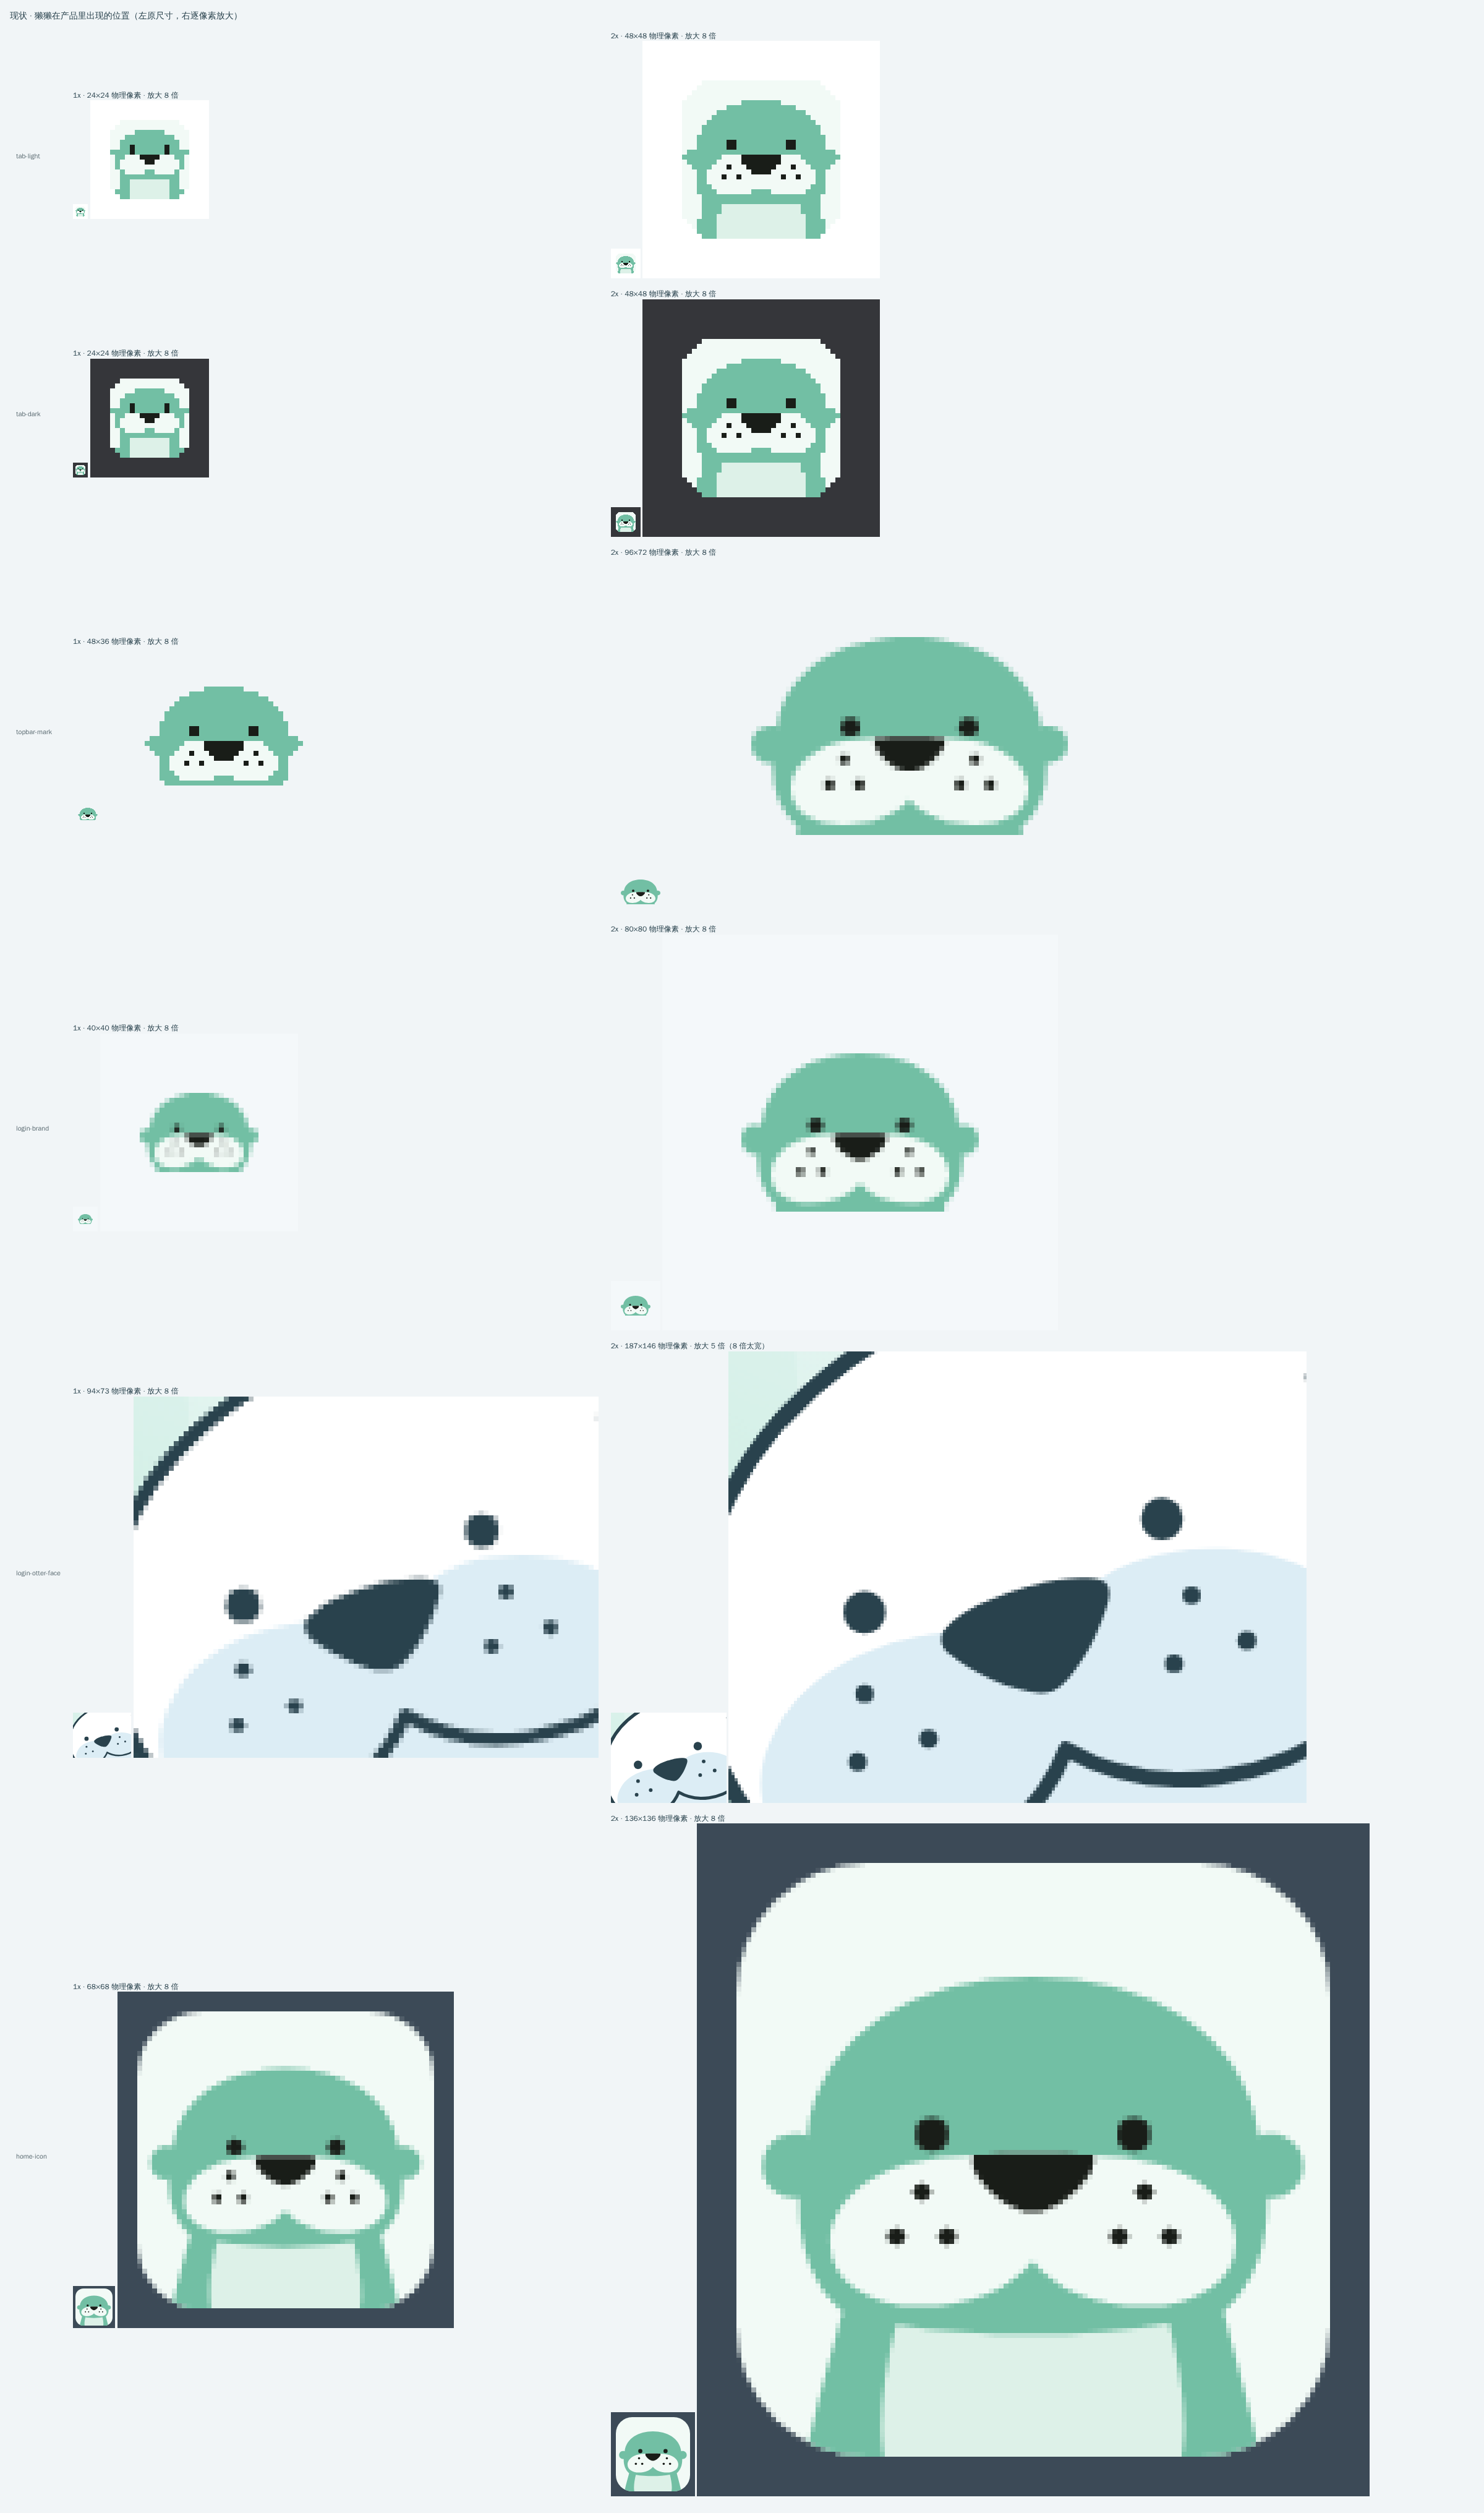 现状 · 獭獭在产品里出现的位置（左原尺寸，右逐像素放大）
2x · 48×48 物理像素 · 放大 8 倍
1x · 24×24 物理像素 · 放大 8 倍
tab-light
2x · 48×48 物理像素 · 放大 8 倍
1x · 24×24 物理像素 · 放大 8 倍
tab-dark
2x · 96×72 物理像素 · 放大 8 倍
1x · 48×36 物理像素 · 放大 8 倍
topbar-mark
2x · 80×80 物理像素 · 放大 8 倍
1x · 40×40 物理像素 · 放大 8 倍
login-brand
2x · 187×146 物理像素 · 放大 5 倍（8 倍太宽）
1x · 94×73 物理像素 · 放大 8 倍
login-otter-face
2x · 136×136 物理像素 · 放大 8 倍
1x · 68×68 物理像素 · 放大 8 倍
home-icon